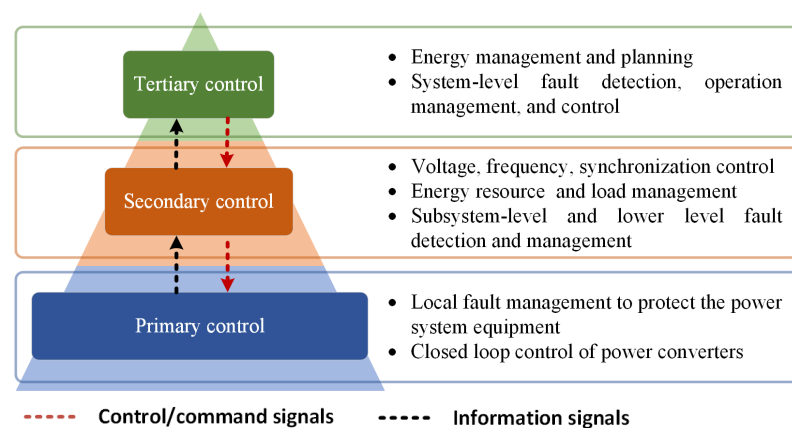 Tertiary control
• Energy management and planning
• System-level fault detection, operation
management, and control
Secondary control
• Voltage, frequency, synchronization control
• Energy resource and load management
• Subsystem-level and lower level fault
detection and management
Primary control
• Local fault management to protect the power
system equipment
• Closed loop control of power converters
Control/command signals
Information signals